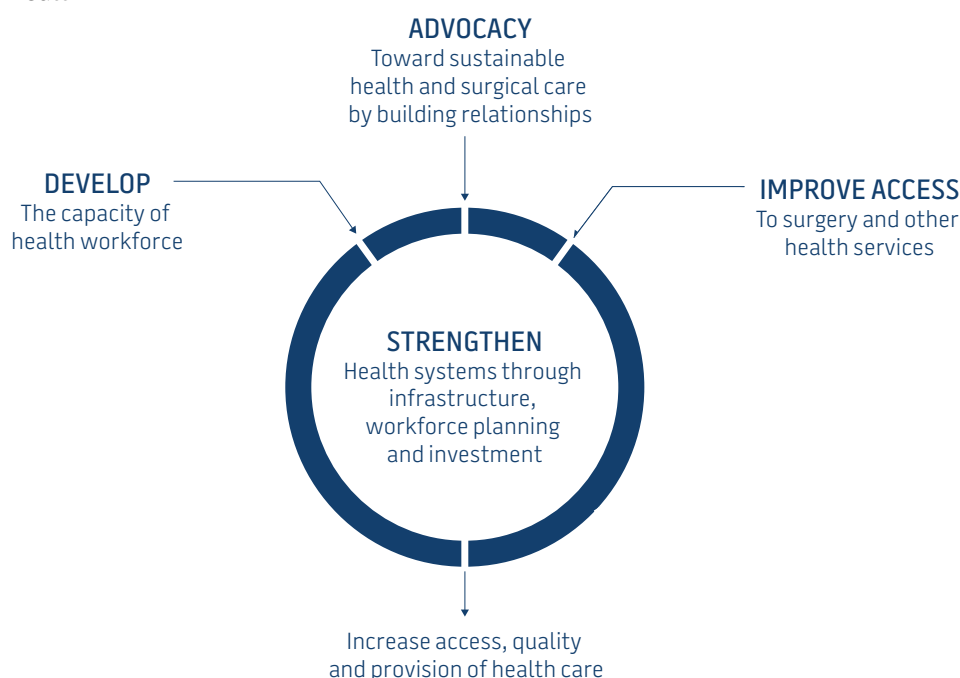 ADVOCACY
Toward sustainable
health and surgical care
by building relationships
DEVELOP
The capacity of
health workforce
IMPROVE ACCESS
To surgery and other
health services
STRENGTHEN
Health systems through
infrastructure,
workforce planning
and investment
Increase access, quality
and provision of health care